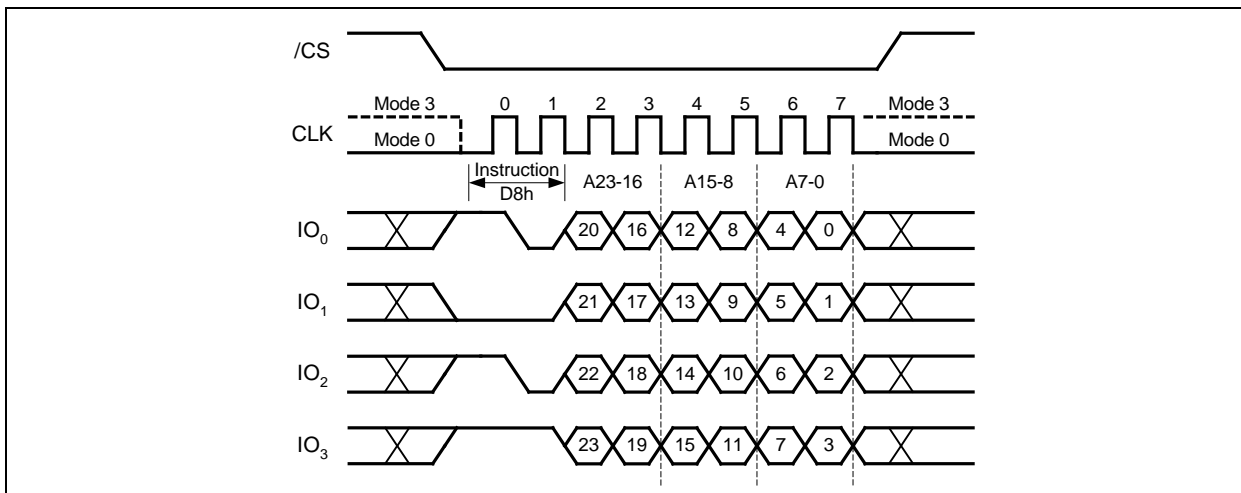 /CS
Mode 3 0 1 2 3 4 5 6 7 Mode 3
CLK
Mode 0 Mode 0
Instruction
D8h
A23-16 A15-8 A7-0
IO0 20 16 12 8 4 0
IO1 21 17 13 9 5 1
IO2 22 18 14 10 6 2
IO3 23 19 15 11 7 3